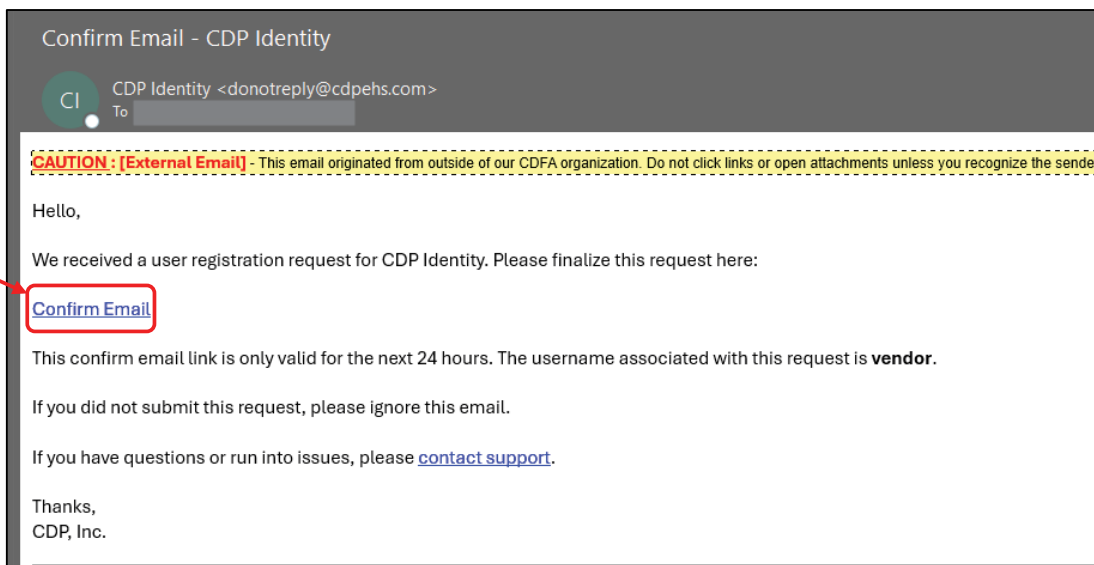 Confirm Email - CDP Identity
CI
CDP Identity <donotreply@cdpehs.com>
To
CAUTION : [External Email] - This email originated from outside of our CDFA organization. Do not click links or open attachments unless you recognize the sende
Hello,
We received a user registration request for CDP Identity. Please finalize this request here:
Confirm Email
This confirm email link is only valid for the next 24 hours. The username associated with this request is vendor.
If you did not submit this request, please ignore this email.
If you have questions or run into issues, please contact support.
Thanks,
CDP, Inc.